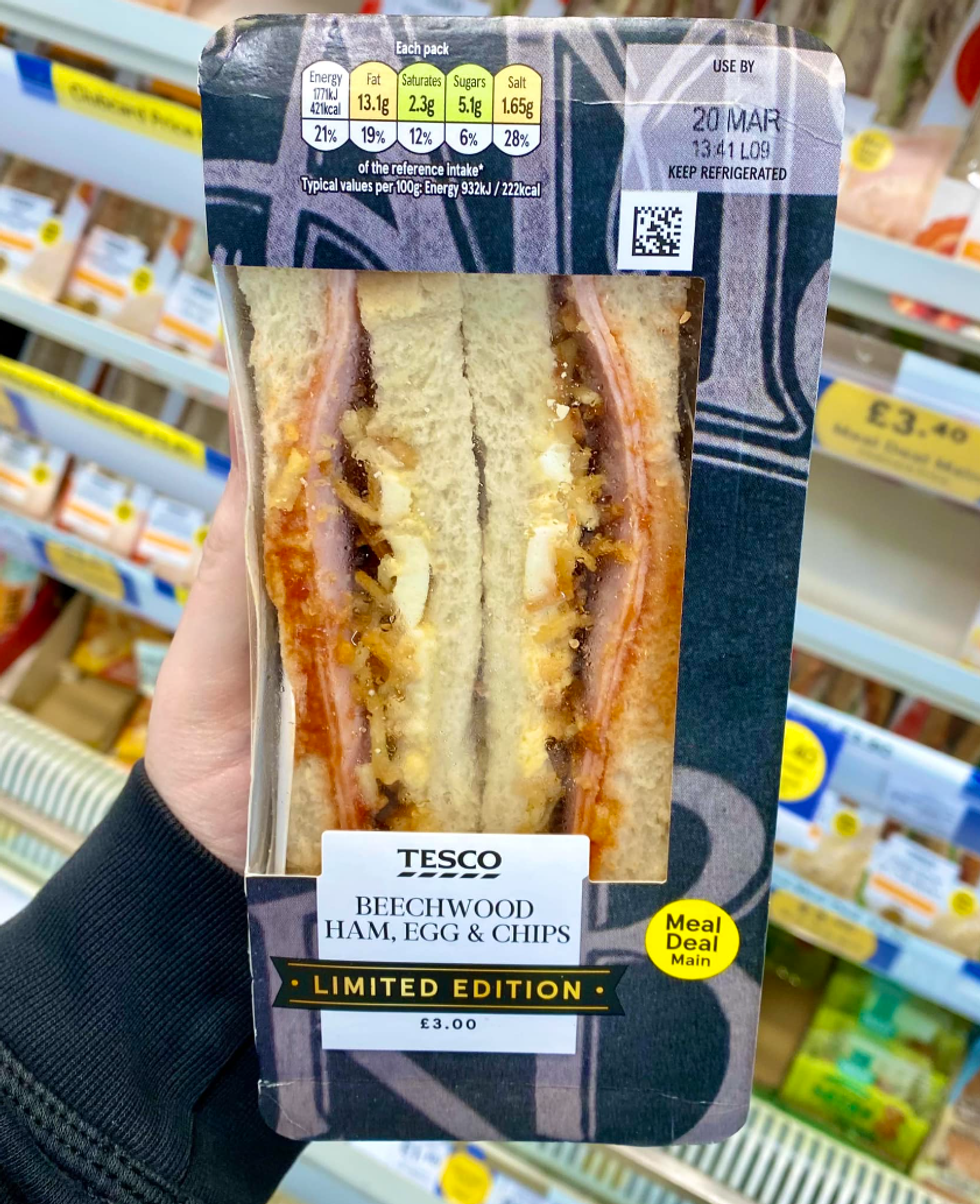 Each pack
Energy Fat Saturates Sugars Salt
1771kJ
421kcal 13.1g 2.3g 5.1g 1.65g
21% 19% 12% 6% 28%
of the reference intake*
Typical values per 100g: Energy 932kJ / 222kcal
USE BY
20 MAR
13:41 L09
KEEP REFRIGERATED
£3.40
TESCO
BEECHWOOD
HAM, EGG & CHIPS
• LIMITED EDITION •
£3.00
Meal
Deal
Main